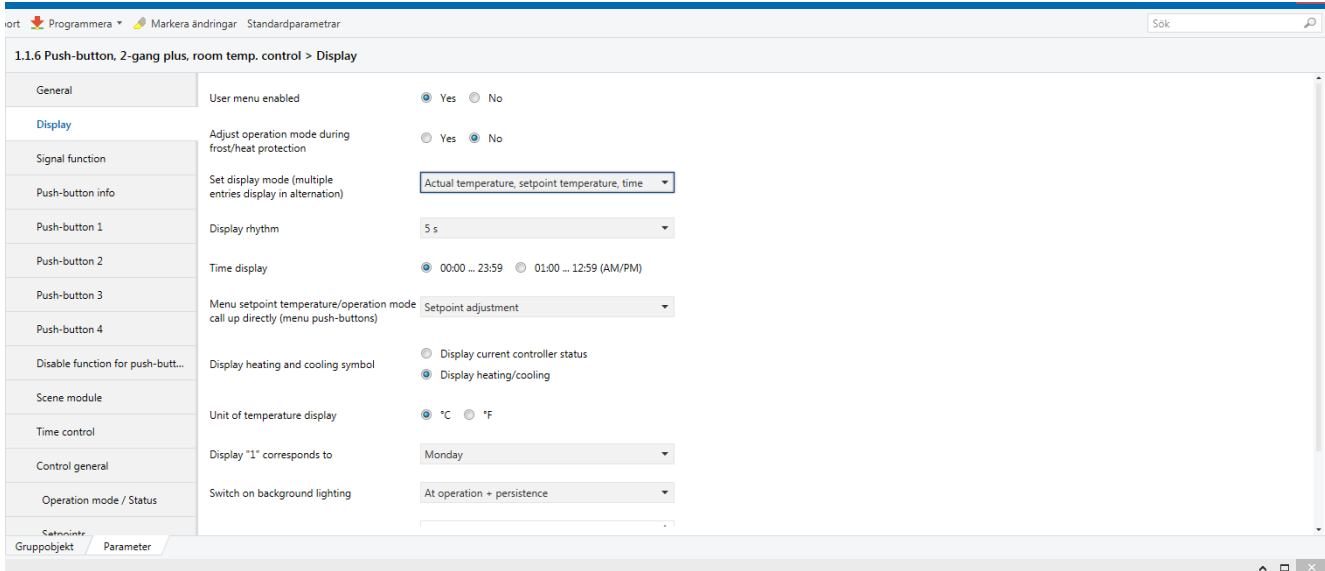 ort Programmera Markera ändringar Standardparametrar Sök
1.1.6 Push-button, 2-gang plus, room temp. control > Display
General
Display
Signal function
Push-button info
Push-button 1
Push-button 2
Push-button 3
Push-button 4
Disable function for push-butt...
Scene module
Time control
Control general
Operation mode / Status
Setpoints
User menu enabled Yes No
Adjust operation mode during
frost/heat protection Yes No
Set display mode (multiple
entries display in alternation) Actual temperature, setpoint temperature, time
Display rhythm 5 s
Time display 00:00 ... 23:59 01:00 ... 12:59 (AM/PM)
Menu setpoint temperature/operation mode
call up directly (menu push-buttons) Setpoint adjustment
Display heating and cooling symbol Display current controller status
Display heating/cooling
Unit of temperature display °C °F
Display "1" corresponds to Monday
Switch on background lighting At operation + persistence
Gruppobjekt Parameter